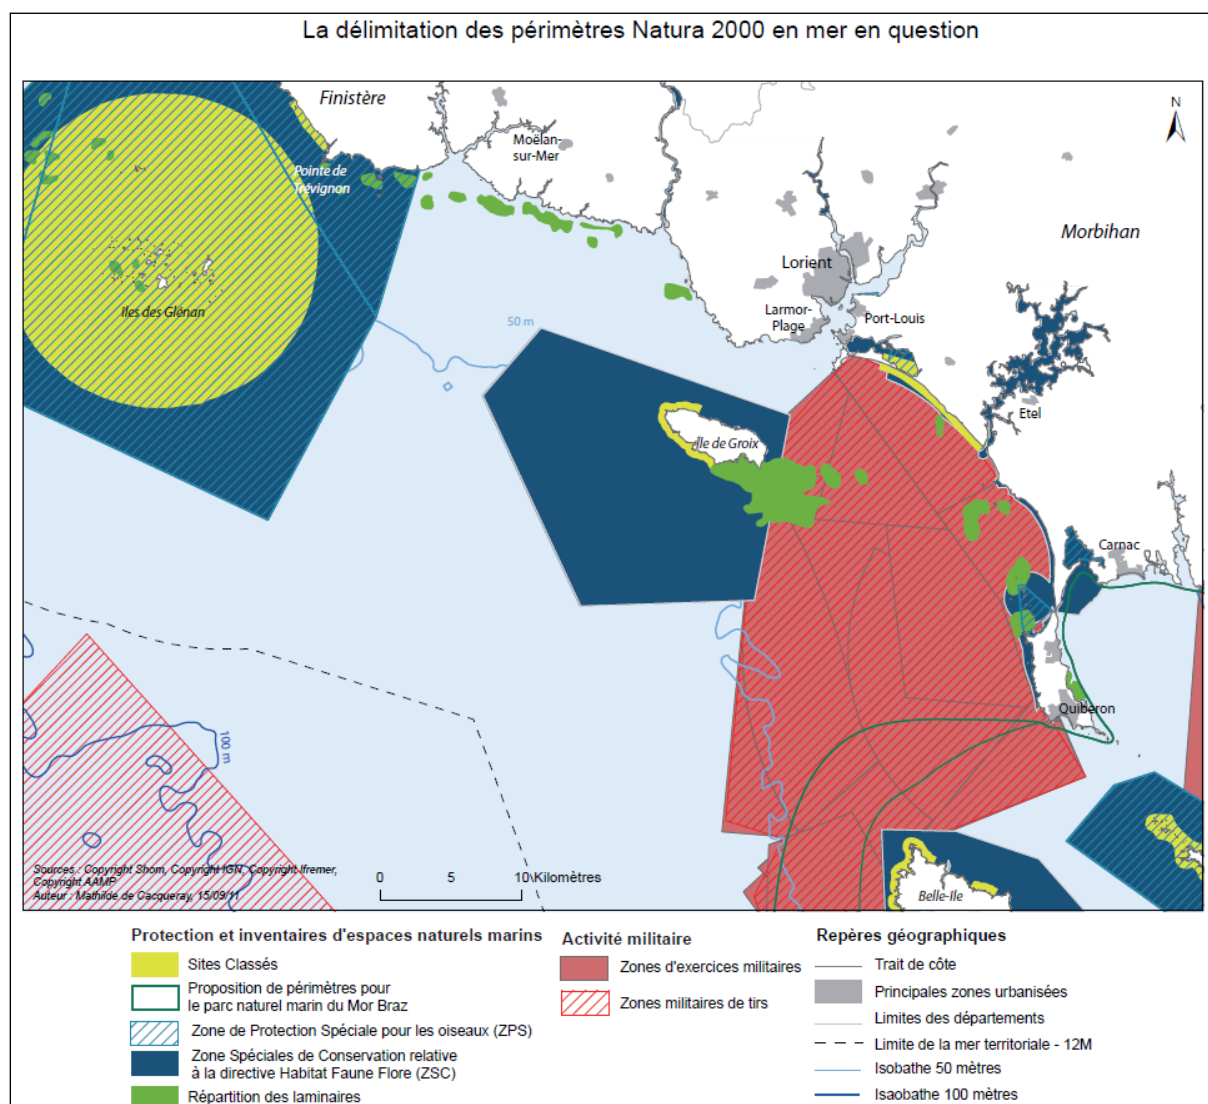 La délimitation des périmètres Natura 2000 en mer en question
Finistère
Moëlan-
sur-Mer
N
Pointe de
Trévignon
Morbihan
Lorient
Iles des Glénan
Larmor-
Plage
Port-Louis
50 m
Etel
Ile de Groix
Carnac
Quiberon
100 m
Belle-Ile
Sources : Copyright Shom, Copyright IGN, Copyright Ifremer,
Copyright AAMP
Auteur : Mathilde de Cacqueray, 15/09/11
0 5 10 Kilomètres
Protection et inventaires d'espaces naturels marins
Sites Classés
Proposition de périmètres pour
le parc naturel marin du Mor Braz
Zone de Protection Spéciale pour les oiseaux (ZPS)
Zone Spéciales de Conservation relative
à la directive Habitat Faune Flore (ZSC)
Répartition des laminaires
Activité militaire
Zones d'exercices militaires
Zones militaires de tirs
Repères géographiques
Trait de côte
Principales zones urbanisées
Limites des départements
Limite de la mer territoriale - 12M
Isobathe 50 mètres
Isaobathe 100 mètres